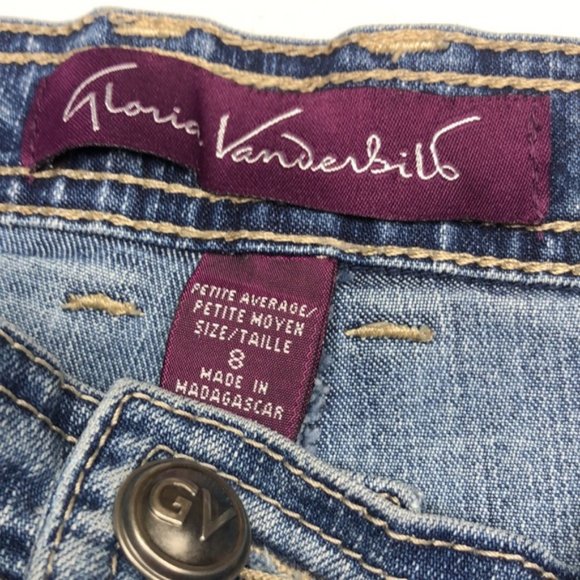 Gloria Vanderbilt
PETITE AVERAGE/
PETITE MOYEN
SIZE/TAILLE
8
MADE IN
MADAGASCAR
GV